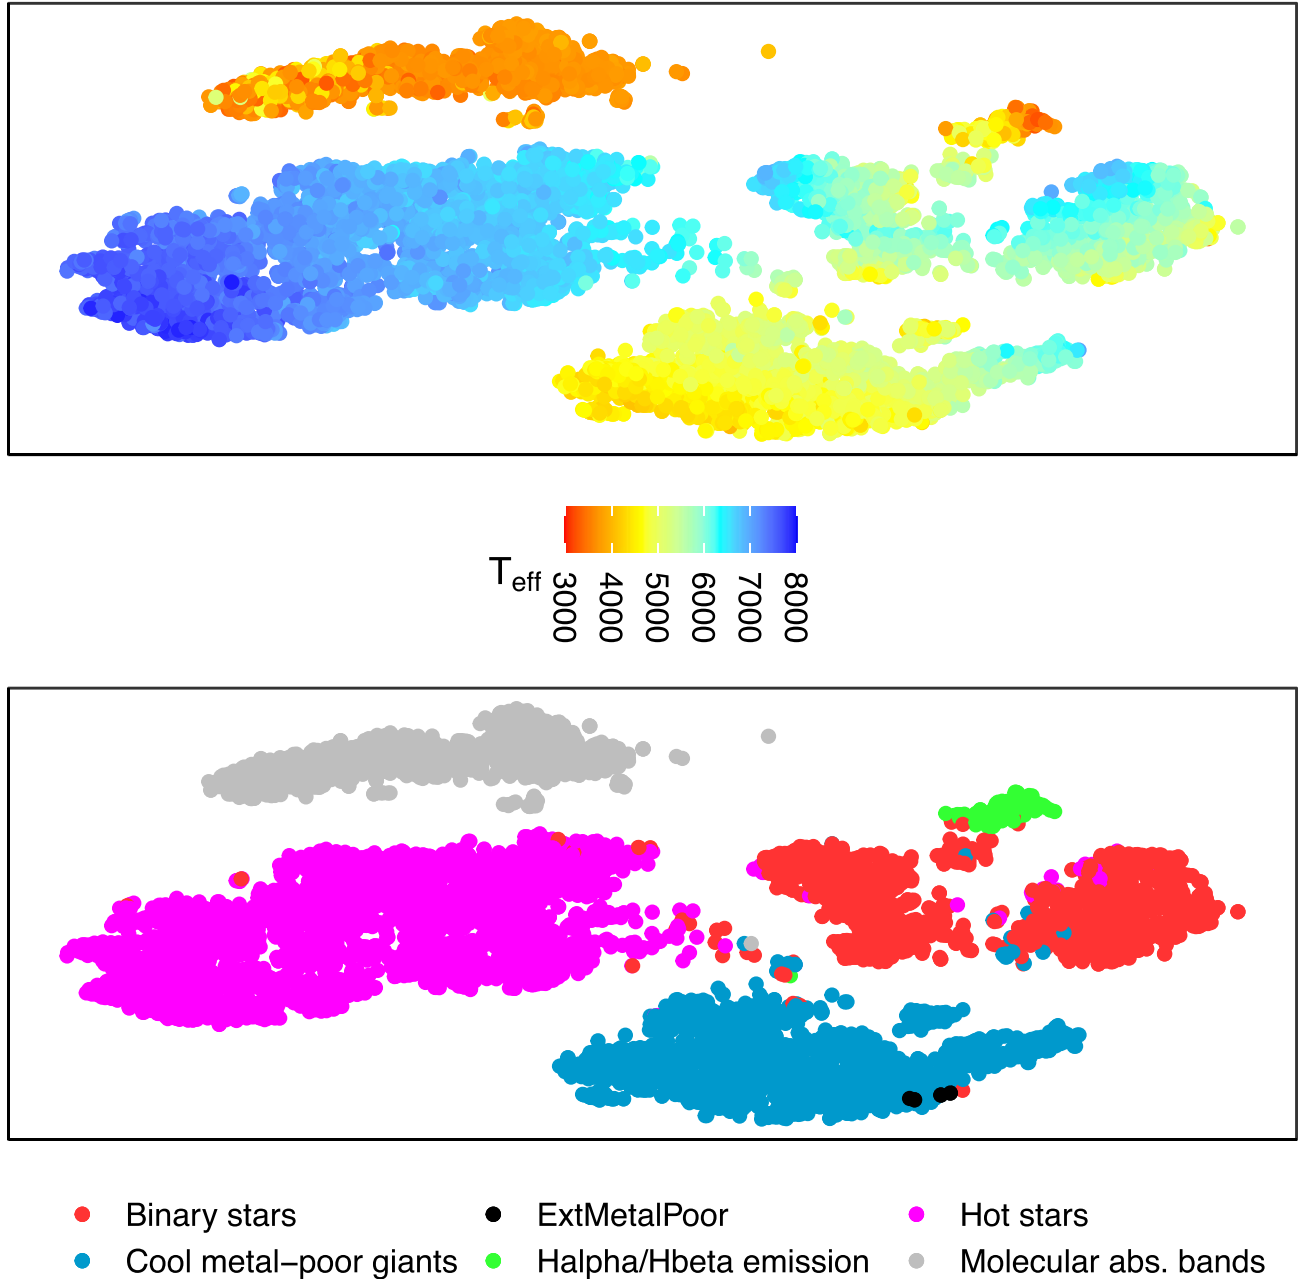 Teff
3000 4000 5000 6000 7000 8000
Binary stars ExtMetalPoor Hot stars
Cool metal−poor giants Halpha/Hbeta emission Molecular abs. bands